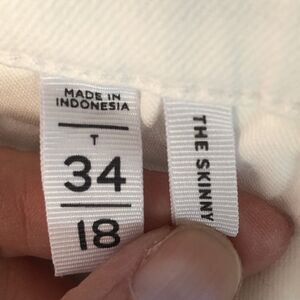 MADE IN
INDONESIA
T
34
18
THE SKINNY